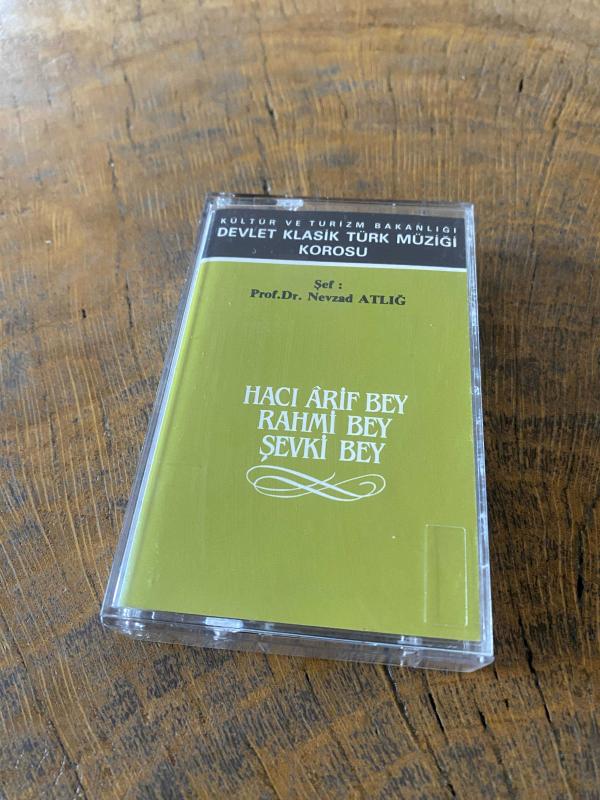 KÜLTÜR VE TURİZM BAKANLIĞI
DEVLET KLASİK TÜRK MÜZİĞİ
KOROSU
Şef :
Prof.Dr. Nevzad ATLIĞ
HACI ÂRİF BEY
RAHMİ BEY
ŞEVKİ BEY